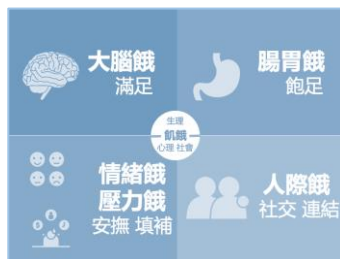 大腦餓
滿足
腸胃餓
飽足
生理
飢餓
心理 社會
情緒餓
壓力餓
安撫 填補
人際餓
社交 連結